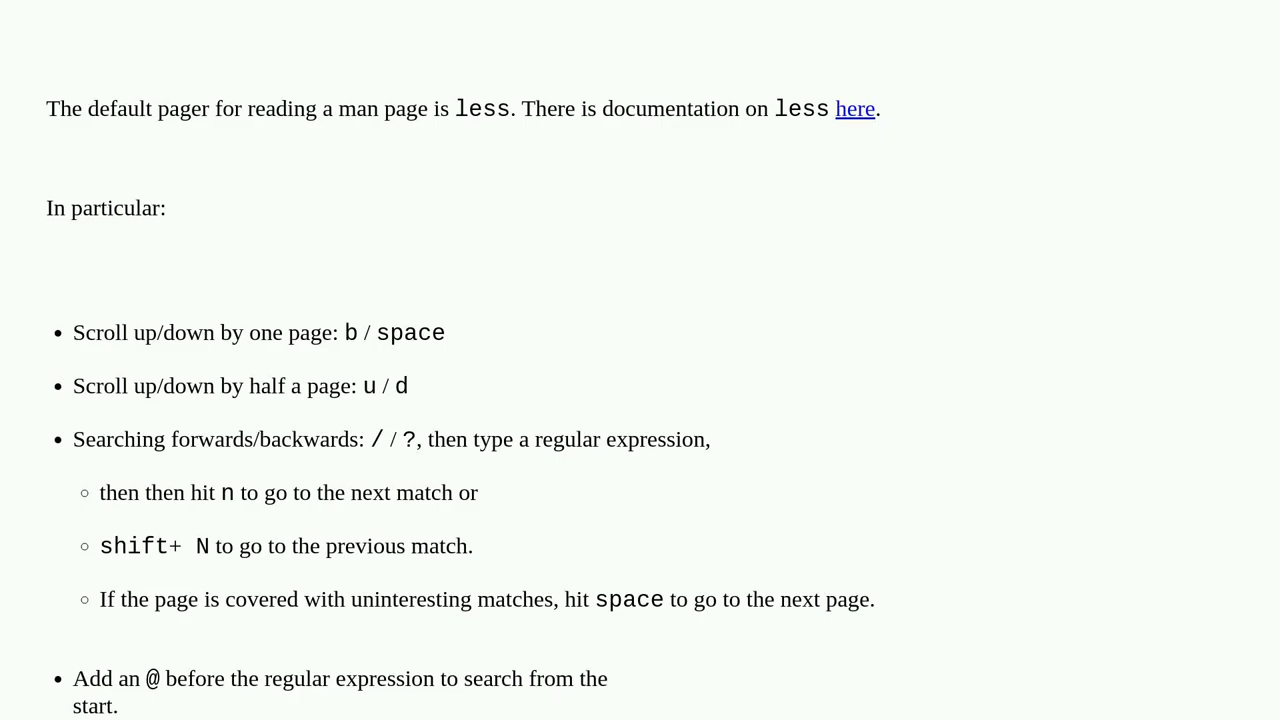 The default pager for reading a man page is less. There is documentation on less here.
In particular:
• Scroll up/down by one page: b / space
• Scroll up/down by half a page: u / d
• Searching forwards/backwards: / / ?, then type a regular expression,
○ then then hit n to go to the next match or
○ shift+ N to go to the previous match.
○ If the page is covered with uninteresting matches, hit space to go to the next page.
• Add an @ before the regular expression to search from the
start.